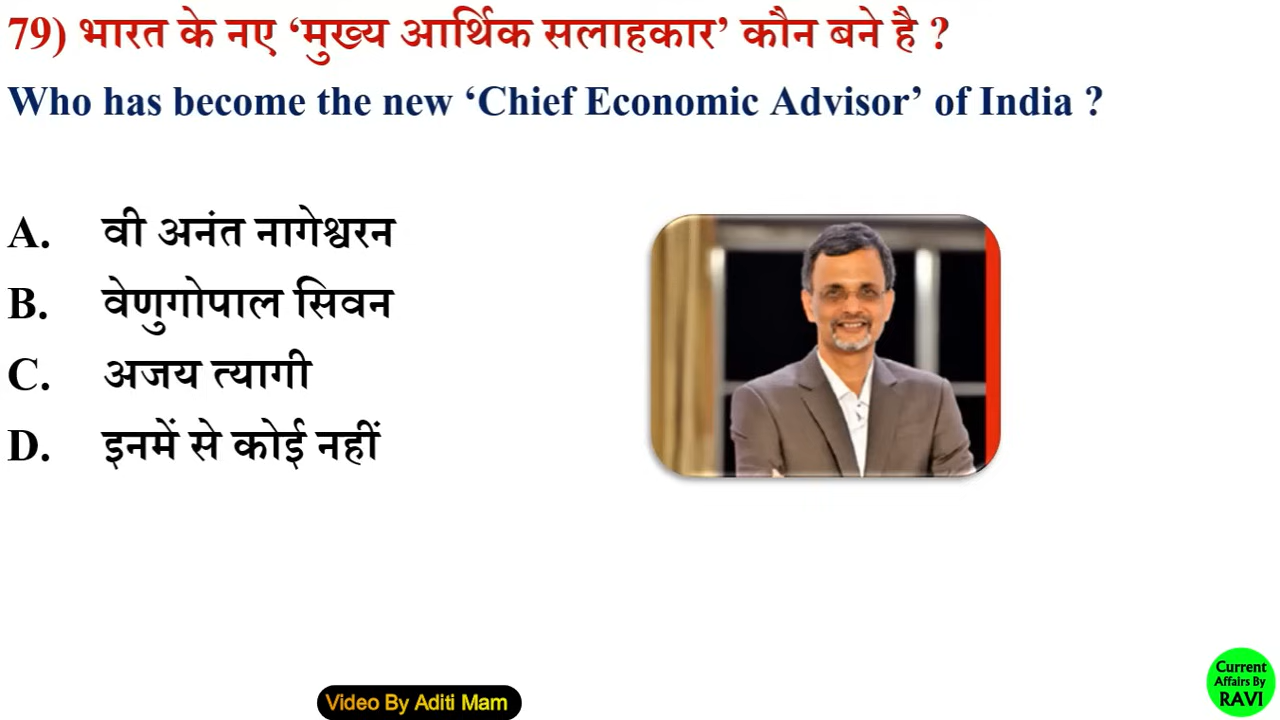 79) भारत के नए ‘मुख्य आर्थिक सलाहकार’ कौन बने है ?
Who has become the new ‘Chief Economic Advisor’ of India ?
A. वी अनंत नागेश्वरन
B. वेणुगोपाल सिवन
C. अजय त्यागी
D. इनमें से कोई नहीं
Video By Aditi Mam
Current
Affairs By
RAVI